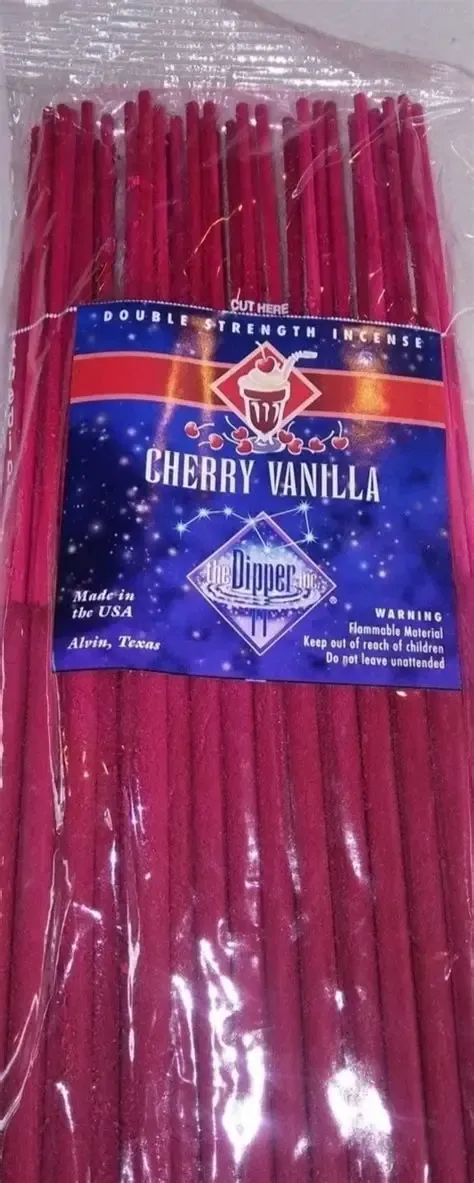 CUT HERE
DOUBLE STRENGTH INCENSE
CHERRY VANILLA
the Dipper inc.
®
Made in
the USA
Alvin, Texas
WARNING
Flammable Material
Keep out of reach of children
Do not leave unattended